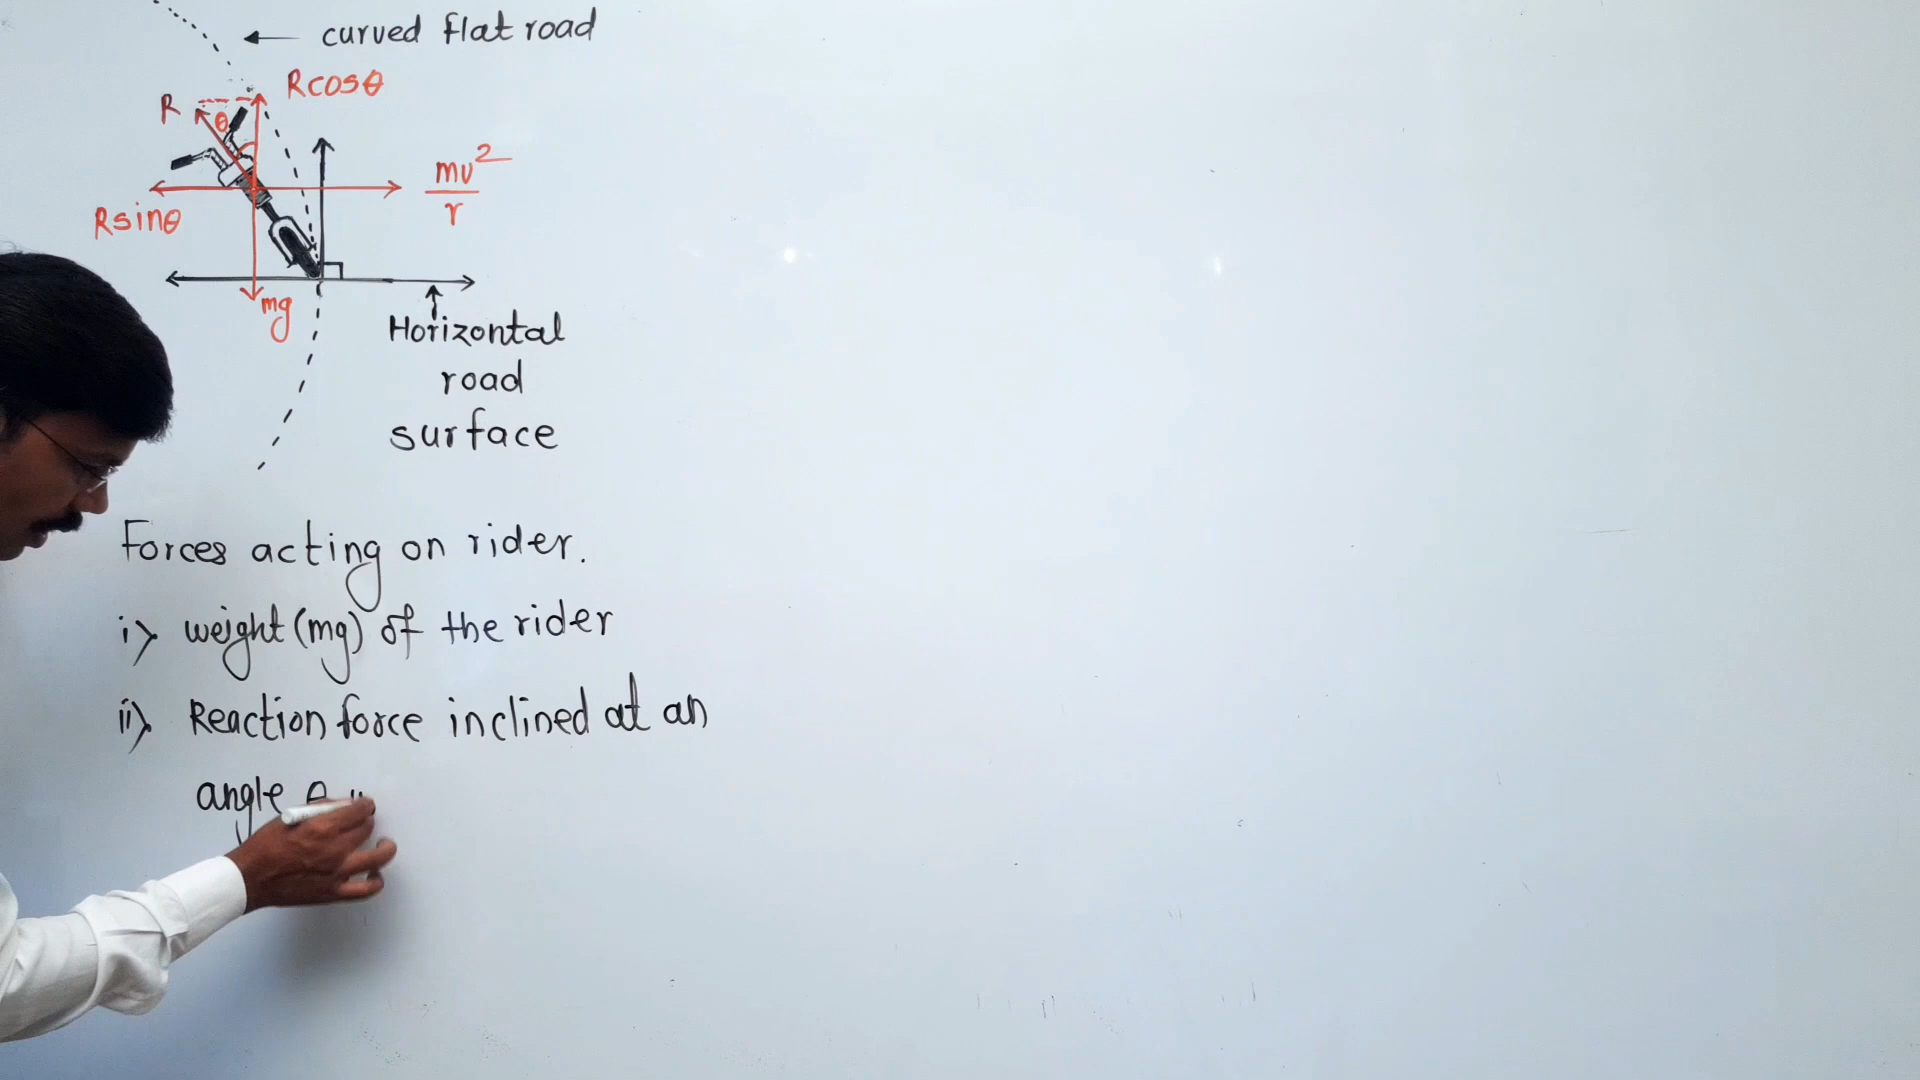 curved flat road
Rcosθ
R
θ
mv²
r
Rsinθ
mg
Horizontal
road
surface
Forces acting on rider.
i) weight (mg) of the rider
ii) Reaction force inclined at an
angle θ